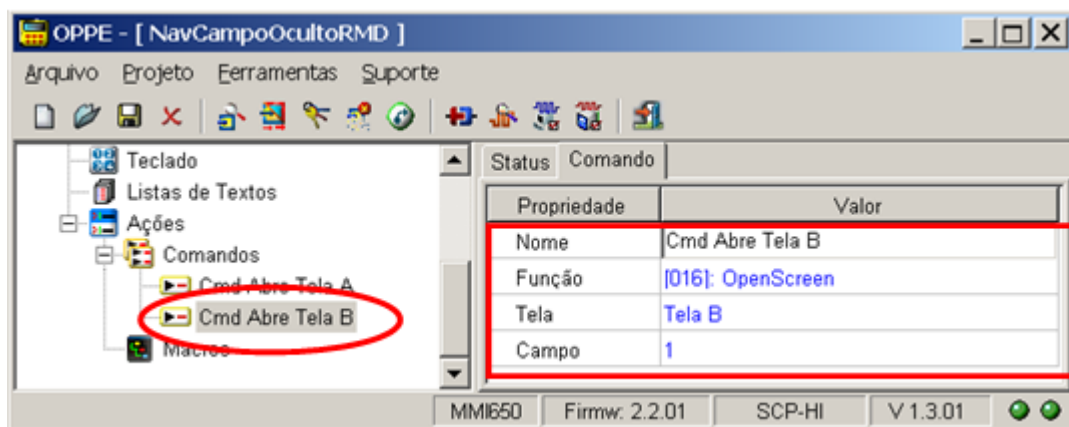 OPPE - [ NavCampoOcultoRMD ]
Arquivo Projeto Ferramentas Suporte
Teclado
Listas de Textos
Ações
Comandos
Cmd Abre Tela A
Cmd Abre Tela B
Macros
Status Comando
Propriedade Valor
Nome Cmd Abre Tela B
Função [016]: OpenScreen
Tela Tela B
Campo 1
MMI650 Firmw: 2.2.01 SCP-HI V 1.3.01